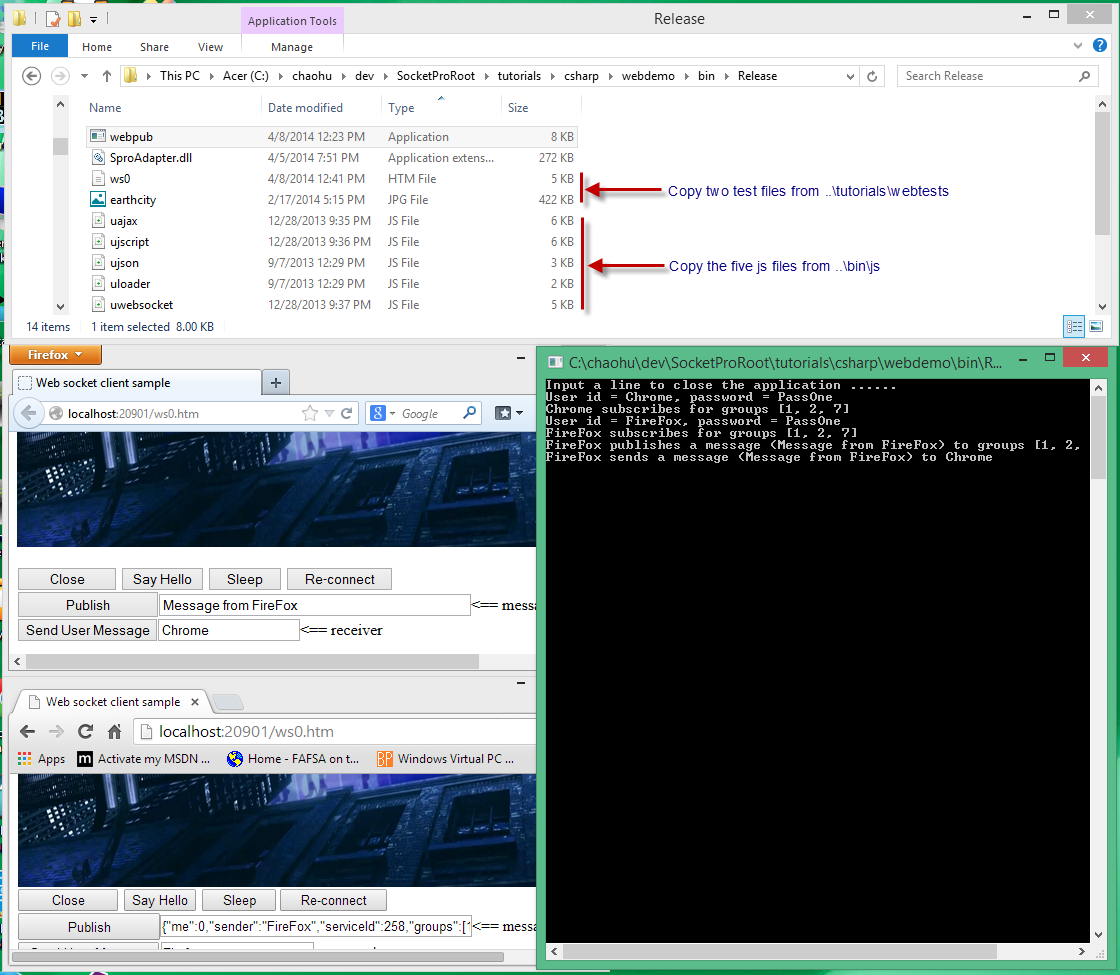 Application Tools
Release
File Home Share View Manage
This PC Acer (C:) chaohu dev SocketProRoot tutorials csharp webdemo bin Release
Search Release
Name Date modified Type Size
webpub 4/8/2014 12:23 PM Application 8 KB
SproAdapter.dll 4/5/2014 7:51 PM Application extens... 272 KB
ws0 4/8/2014 12:41 PM HTM File 5 KB
earthcity 2/17/2014 5:15 PM JPG File 422 KB
Copy two test files from ..\tutorials\webtests
uajax 12/28/2013 9:35 PM JS File 6 KB
ujscript 12/28/2013 9:36 PM JS File 6 KB
ujson 9/7/2013 12:29 PM JS File 3 KB
Copy the five js files from ..\bin\js
uloader 9/7/2013 12:29 PM JS File 2 KB
uwebsocket 12/28/2013 9:37 PM JS File 5 KB
14 items 1 item selected 8.00 KB
Firefox
Web socket client sample
localhost:20901/ws0.htm
Google
Close Say Hello Sleep Re-connect
Publish Message from FireFox <== messa
Send User Message Chrome <== receiver
Web socket client sample
localhost:20901/ws0.htm
Apps Activate my MSDN ... Home - FAFSA on t... Windows Virtual PC ...
Close Say Hello Sleep Re-connect
Publish {"me":0,"sender":"FireFox","serviceId":258,"groups":[1 <== messa
C:\chaohu\dev\SocketProRoot\tutorials\csharp\webdemo\bin\R...
Input a line to close the application ......
User id = Chrome, password = PassOne
Chrome subscribes for groups [1, 2, 7]
User id = FireFox, password = PassOne
FireFox subscribes for groups [1, 2, 7]
FireFox publishes a message (Message from FireFox) to groups [1, 2,
FireFox sends a message (Message from FireFox) to Chrome